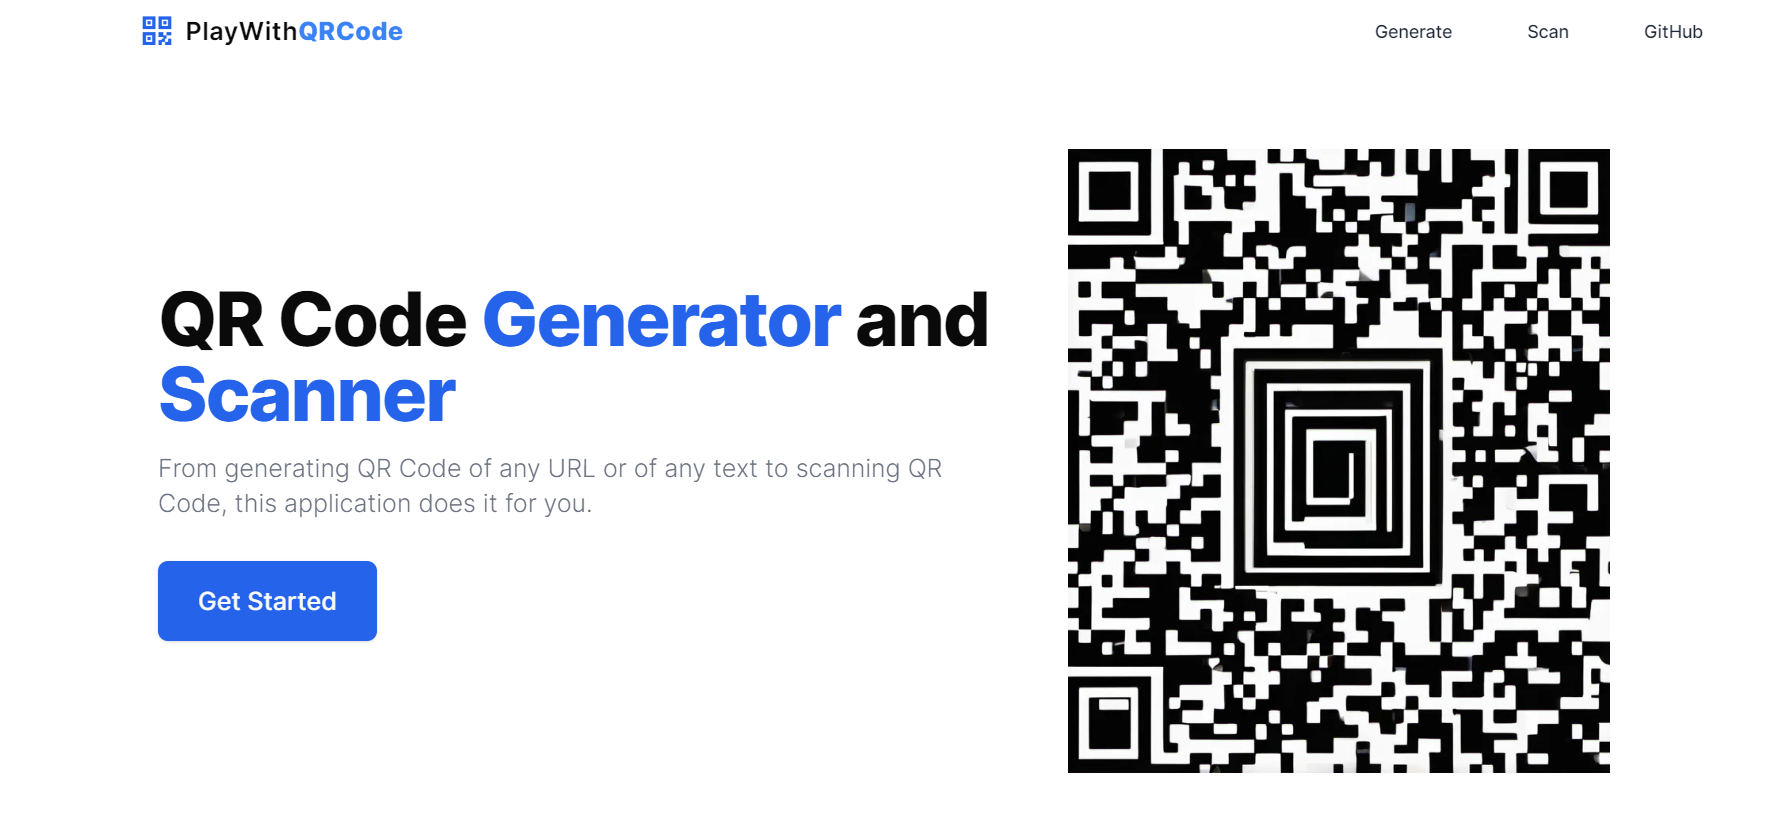 PlayWithQRCode
Generate
Scan
GitHub
QR Code Generator and
Scanner
From generating QR Code of any URL or of any text to scanning QR
Code, this application does it for you.
Get Started